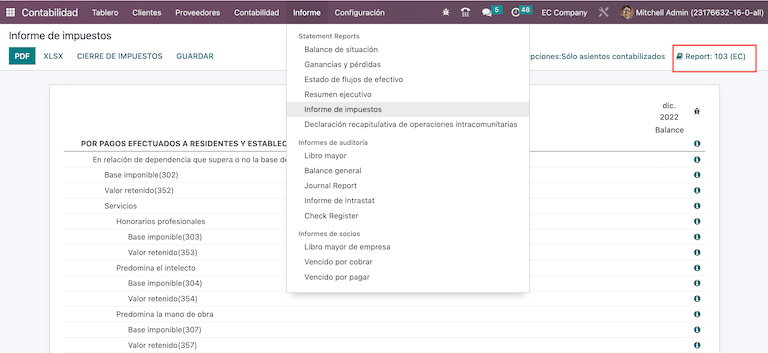 Contabilidad Tablero Clientes Proveedores Contabilidad Informe Configuración 5 48 EC Company Mitchell Admin (23176632-16-0-all)
Informe de impuestos
PDF XLSX CIERRE DE IMPUESTOS GUARDAR
pciones:Sólo asientos contabilizados Report: 103 (EC)
Statement Reports
Balance de situación
Ganancias y pérdidas
Estado de flujos de efectivo
Resumen ejecutivo
Informe de impuestos
Declaración recapitulativa de operaciones intracomunitarias
Informes de auditoría
Libro mayor
Balance general
Journal Report
Informe de Intrastat
Check Register
Informes de socios
Libro mayor de empresa
Vencido por cobrar
Vencido por pagar
dic.
2022
Balance
POR PAGOS EFECTUADOS A RESIDENTES Y ESTABLEC
En relación de dependencia que supera o no la base de
Base imponible(302)
Valor retenido(352)
Servicios
Honorarios profesionales
Base imponible(303)
Valor retenido(353)
Predomina el intelecto
Base imponible(304)
Valor retenido(354)
Predomina la mano de obra
Base imponible(307)
Valor retenido(357)